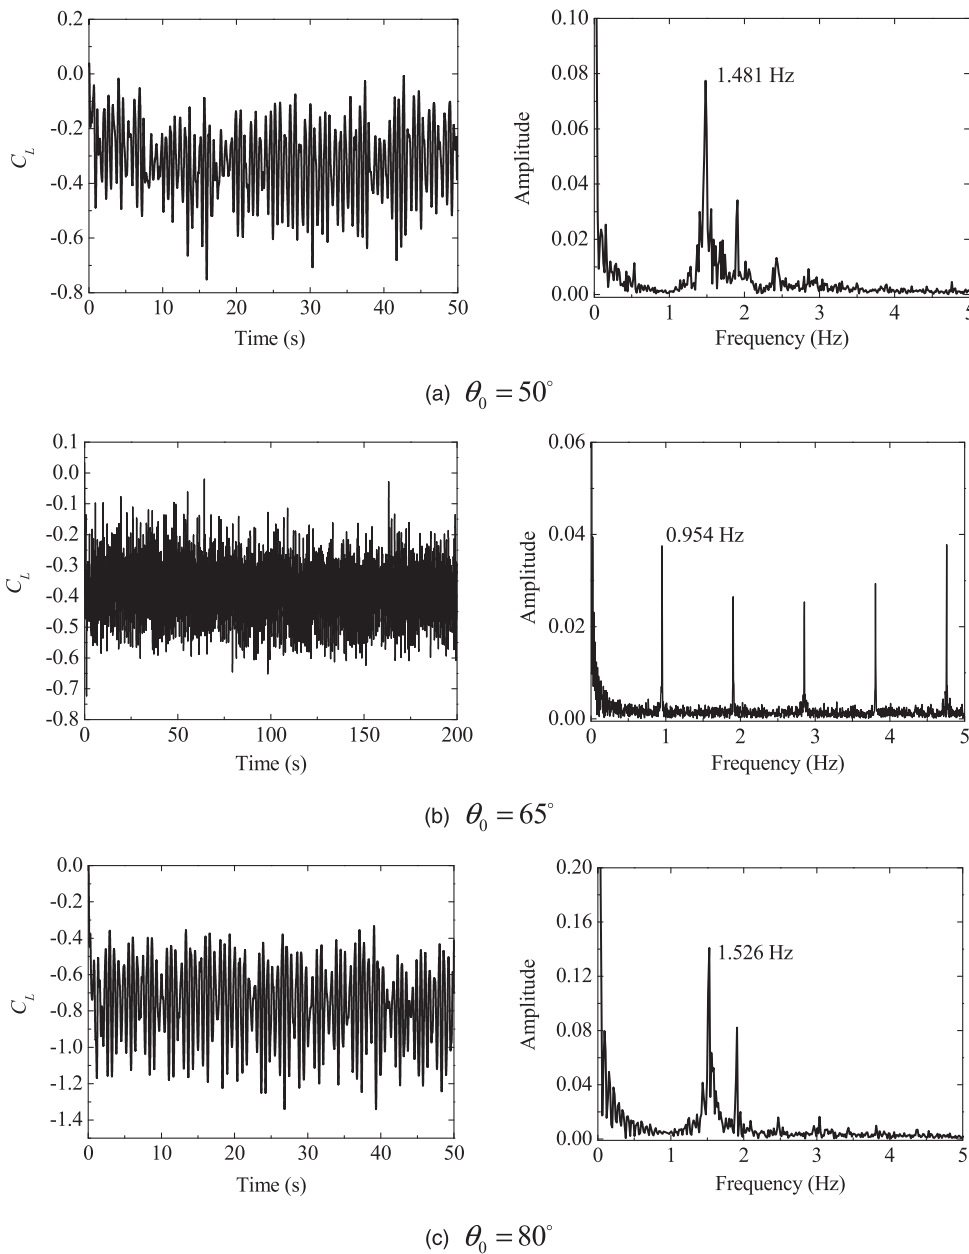 0.2
0.0
-0.2
-0.4
-0.6
-0.8
C_L
0 10 20 30 40 50
Time (s)
0.10
0.08
0.06
0.04
0.02
0.00
Amplitude
1.481 Hz
0 1 2 3 4 5
Frequency (Hz)
(a) θ₀ = 50°
0.1
0.0
-0.1
-0.2
-0.3
-0.4
-0.5
-0.6
-0.7
-0.8
C_L
0 50 100 150 200
Time (s)
0.06
0.04
0.02
0.00
Amplitude
0.954 Hz
0 1 2 3 4 5
Frequency (Hz)
(b) θ₀ = 65°
0.0
-0.2
-0.4
-0.6
-0.8
-1.0
-1.2
-1.4
C_L
0 10 20 30 40 50
Time (s)
0.20
0.16
0.12
0.08
0.04
0.00
Amplitude
1.526 Hz
0 1 2 3 4 5
Frequency (Hz)
(c) θ₀ = 80°